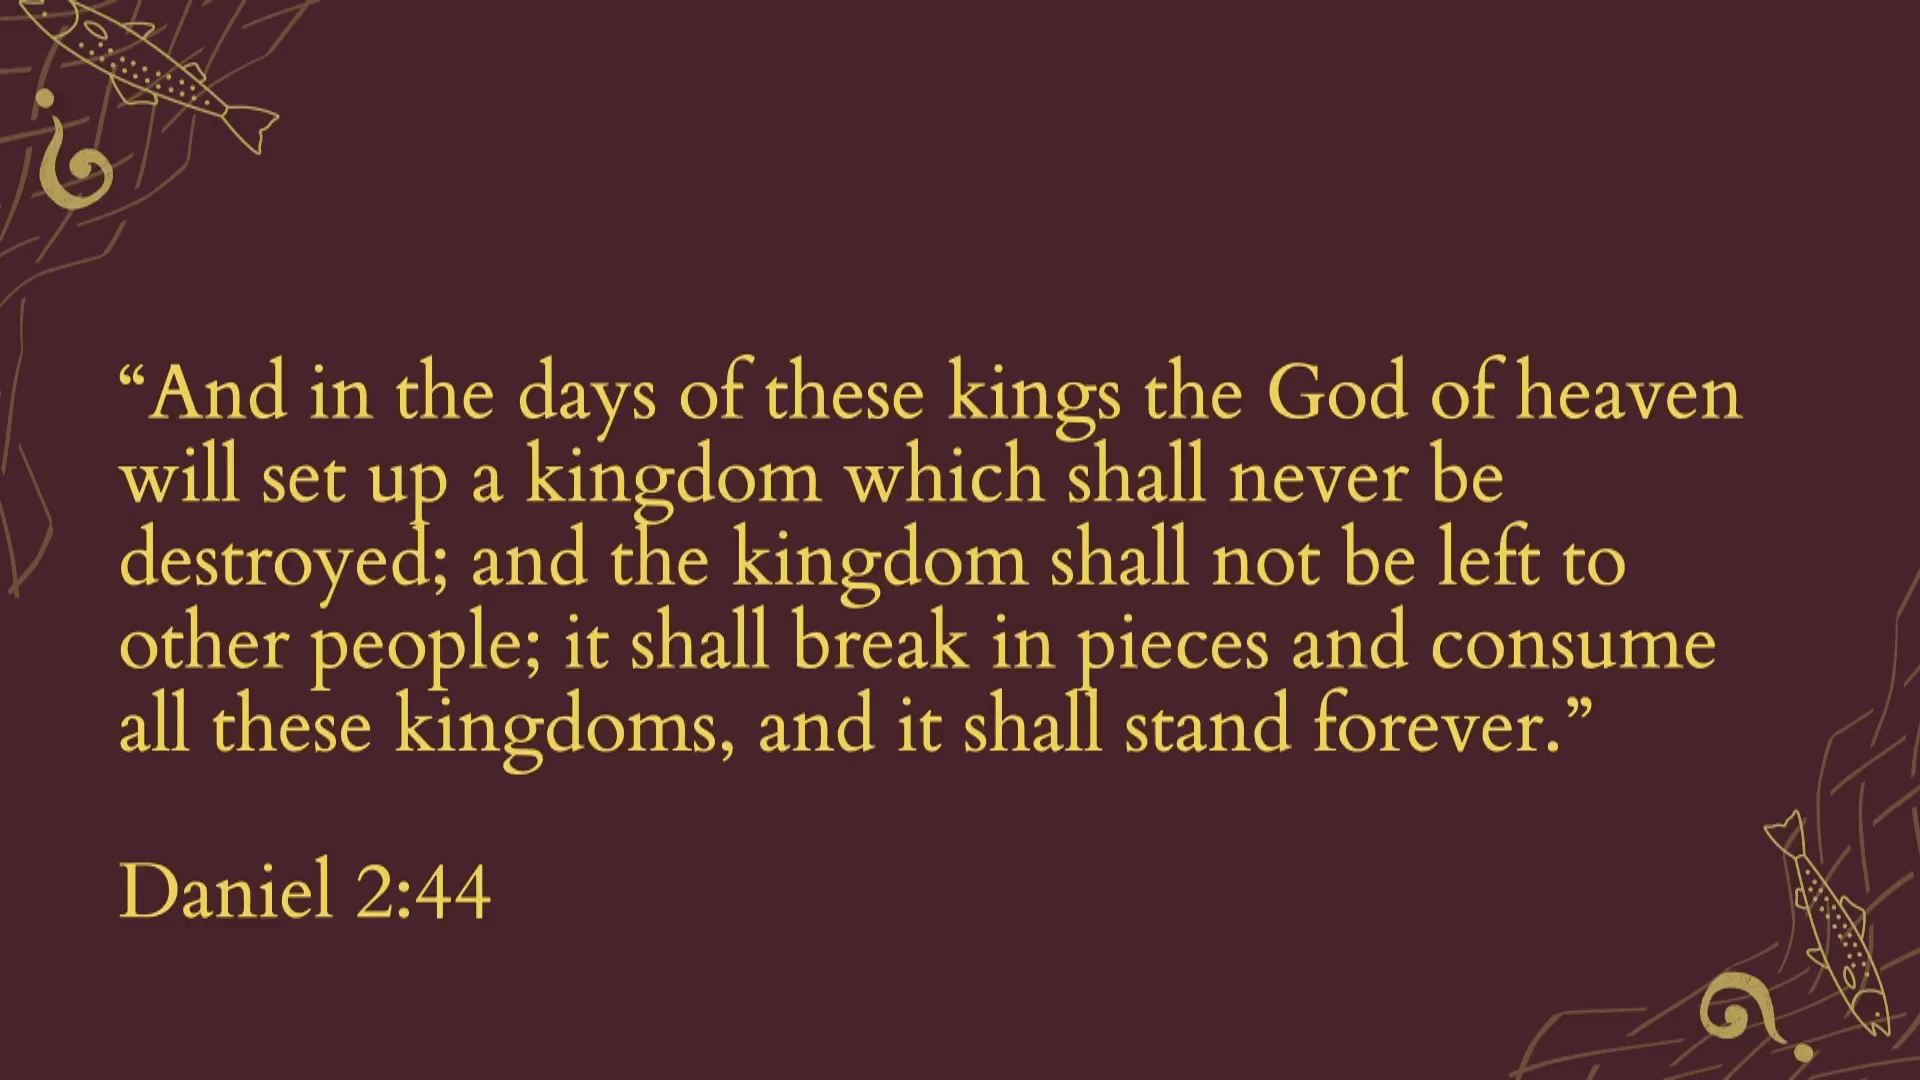 “And in the days of these kings the God of heaven
will set up a kingdom which shall never be
destroyed; and the kingdom shall not be left to
other people; it shall break in pieces and consume
all these kingdoms, and it shall stand forever.”
Daniel 2:44